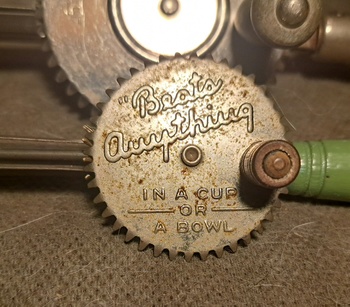 "Beats
Anything
IN A CUP
OR
A BOWL